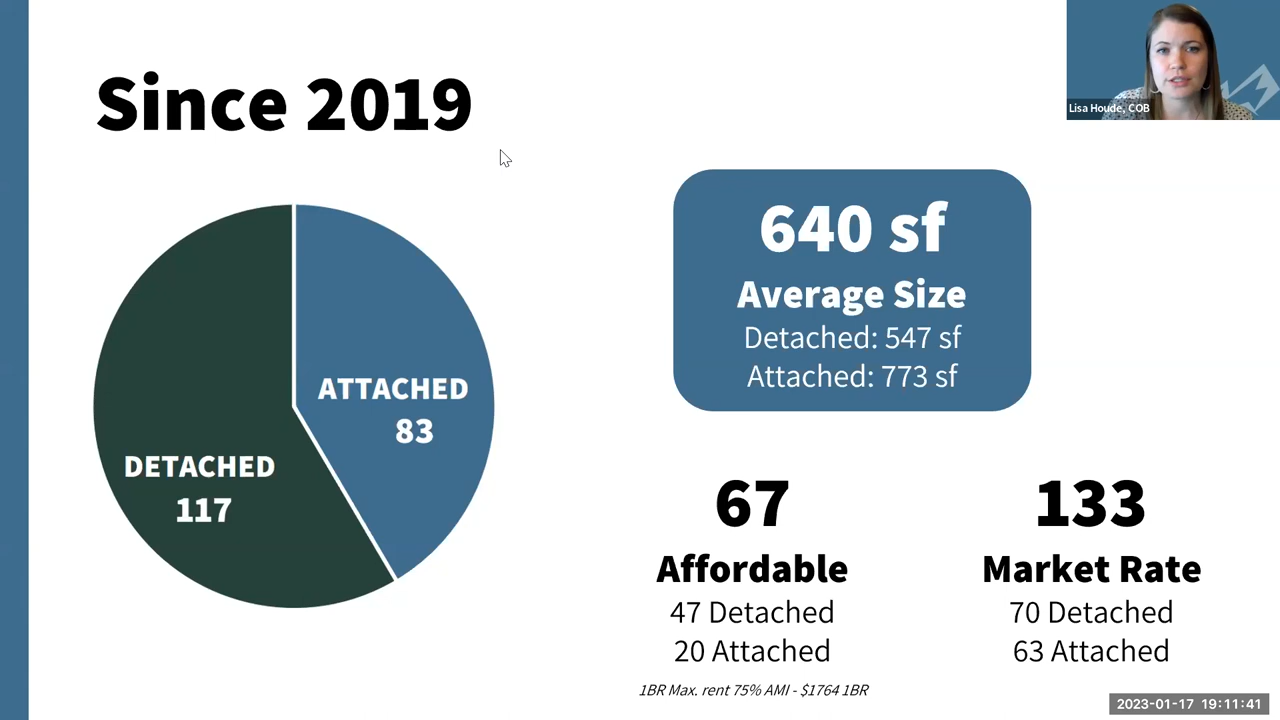 Since 2019
Lisa Houde, COB
640 sf
Average Size
Detached: 547 sf
Attached: 773 sf
ATTACHED
83
DETACHED
117
67
Affordable
47 Detached
20 Attached
1BR Max. rent 75% AMI - $1764 1BR
133
Market Rate
70 Detached
63 Attached
2023-01-17 19:11:41